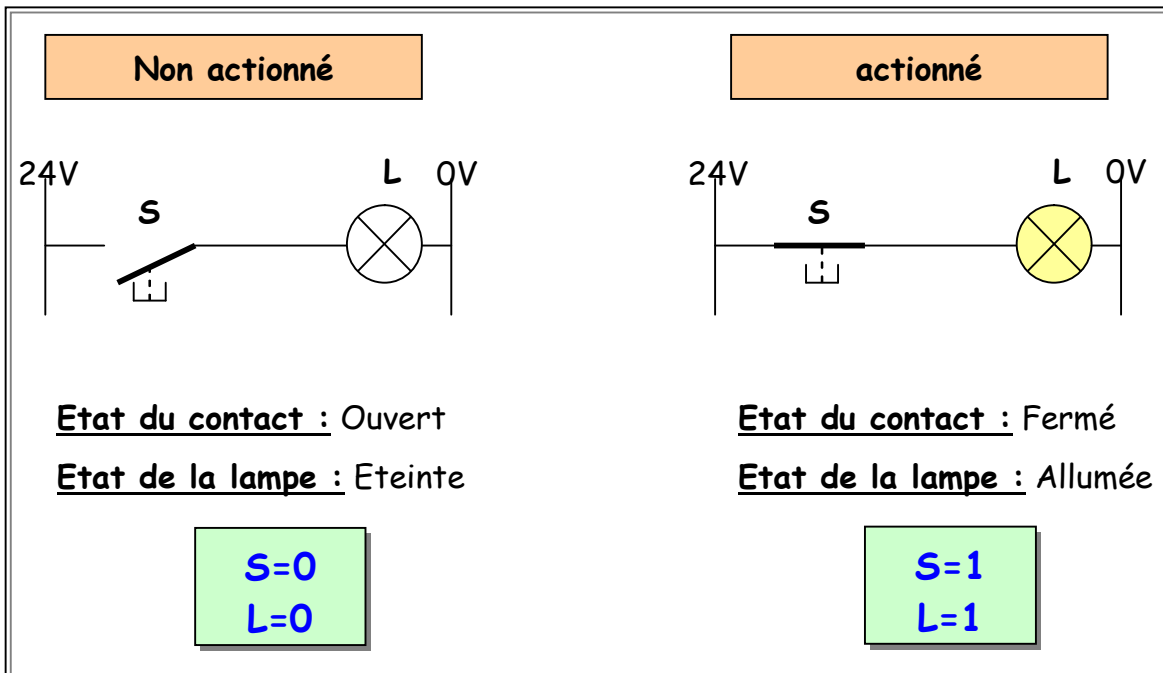 Non actionné
24V
S
L
0V
Etat du contact : Ouvert
Etat de la lampe : Eteinte
S=0
L=0
actionné
24V
S
L
0V
Etat du contact : Fermé
Etat de la lampe : Allumée
S=1
L=1